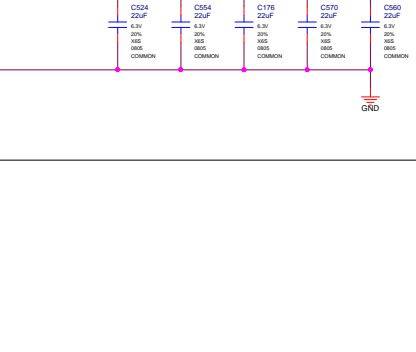 C524 C554 C176 C570 C560
22uF 22uF 22uF 22uF 22uF
6.3V 6.3V 6.3V 6.3V 6.3V
20% 20% 20% 20% 20%
X6S X6S X6S X6S X6S
0805 0805 0805 0805 0805
COMMON COMMON COMMON COMMON COMMON
GND